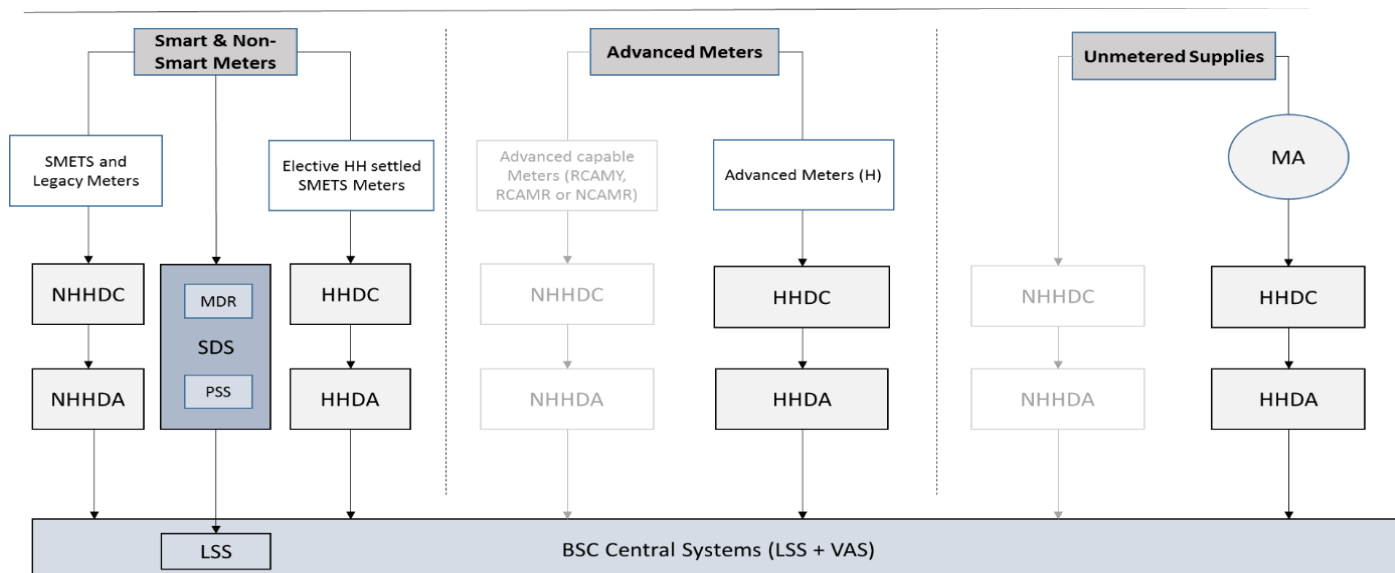 Smart & Non-
Smart Meters
Advanced Meters
Unmetered Supplies
SMETS and
Legacy Meters
Elective HH settled
SMETS Meters
Advanced capable
Meters (RCAMY,
RCAMR or NCAMR)
Advanced Meters (H)
MA
NHHDC
MDR
SDS
PSS
HHDC
NHHDC
HHDC
NHHDC
HHDC
NHHDA
HHDA
NHHDA
HHDA
NHHDA
HHDA
LSS
BSC Central Systems (LSS + VAS)